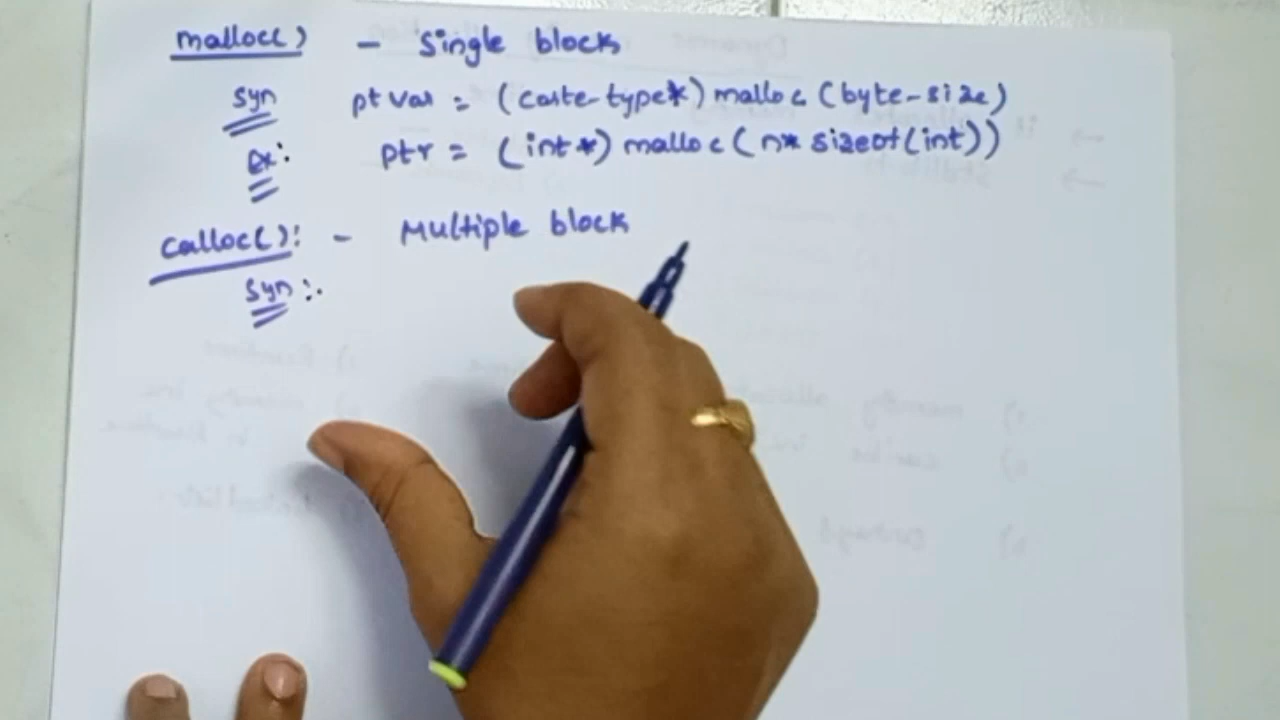 malloc() - Single block
Syn ptvar = (caste-type*) malloc (byte-size)
Ex: ptr = (int*) malloc (n* sizeof(int))
Calloc(): - Multiple block
Syn: